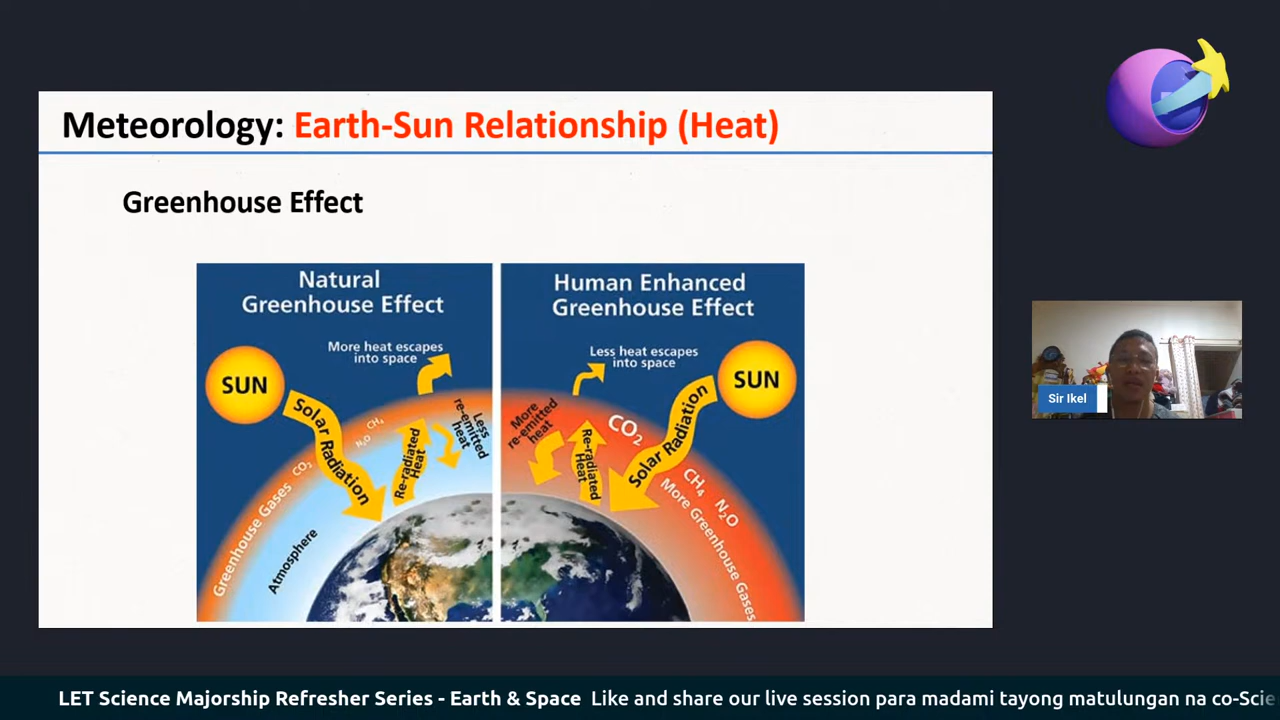 Meteorology: Earth-Sun Relationship (Heat)
Greenhouse Effect
Natural
Greenhouse Effect
More heat escapes
into space
SUN
Solar Radiation
CH₄
N₂O
CO₂
Greenhouse Gases
Atmosphere
Re-radiated
Heat
Less
re-emitted
heat
Human Enhanced
Greenhouse Effect
Less heat escapes
into space
SUN
Solar Radiation
More
re-emitted
heat
Re-radiated
Heat
CO₂
CH₄
N₂O
More Greenhouse Gases
Sir Ikel
LET Science Majorship Refresher Series - Earth & Space Like and share our live session para madami tayong matulungan na co-Scie